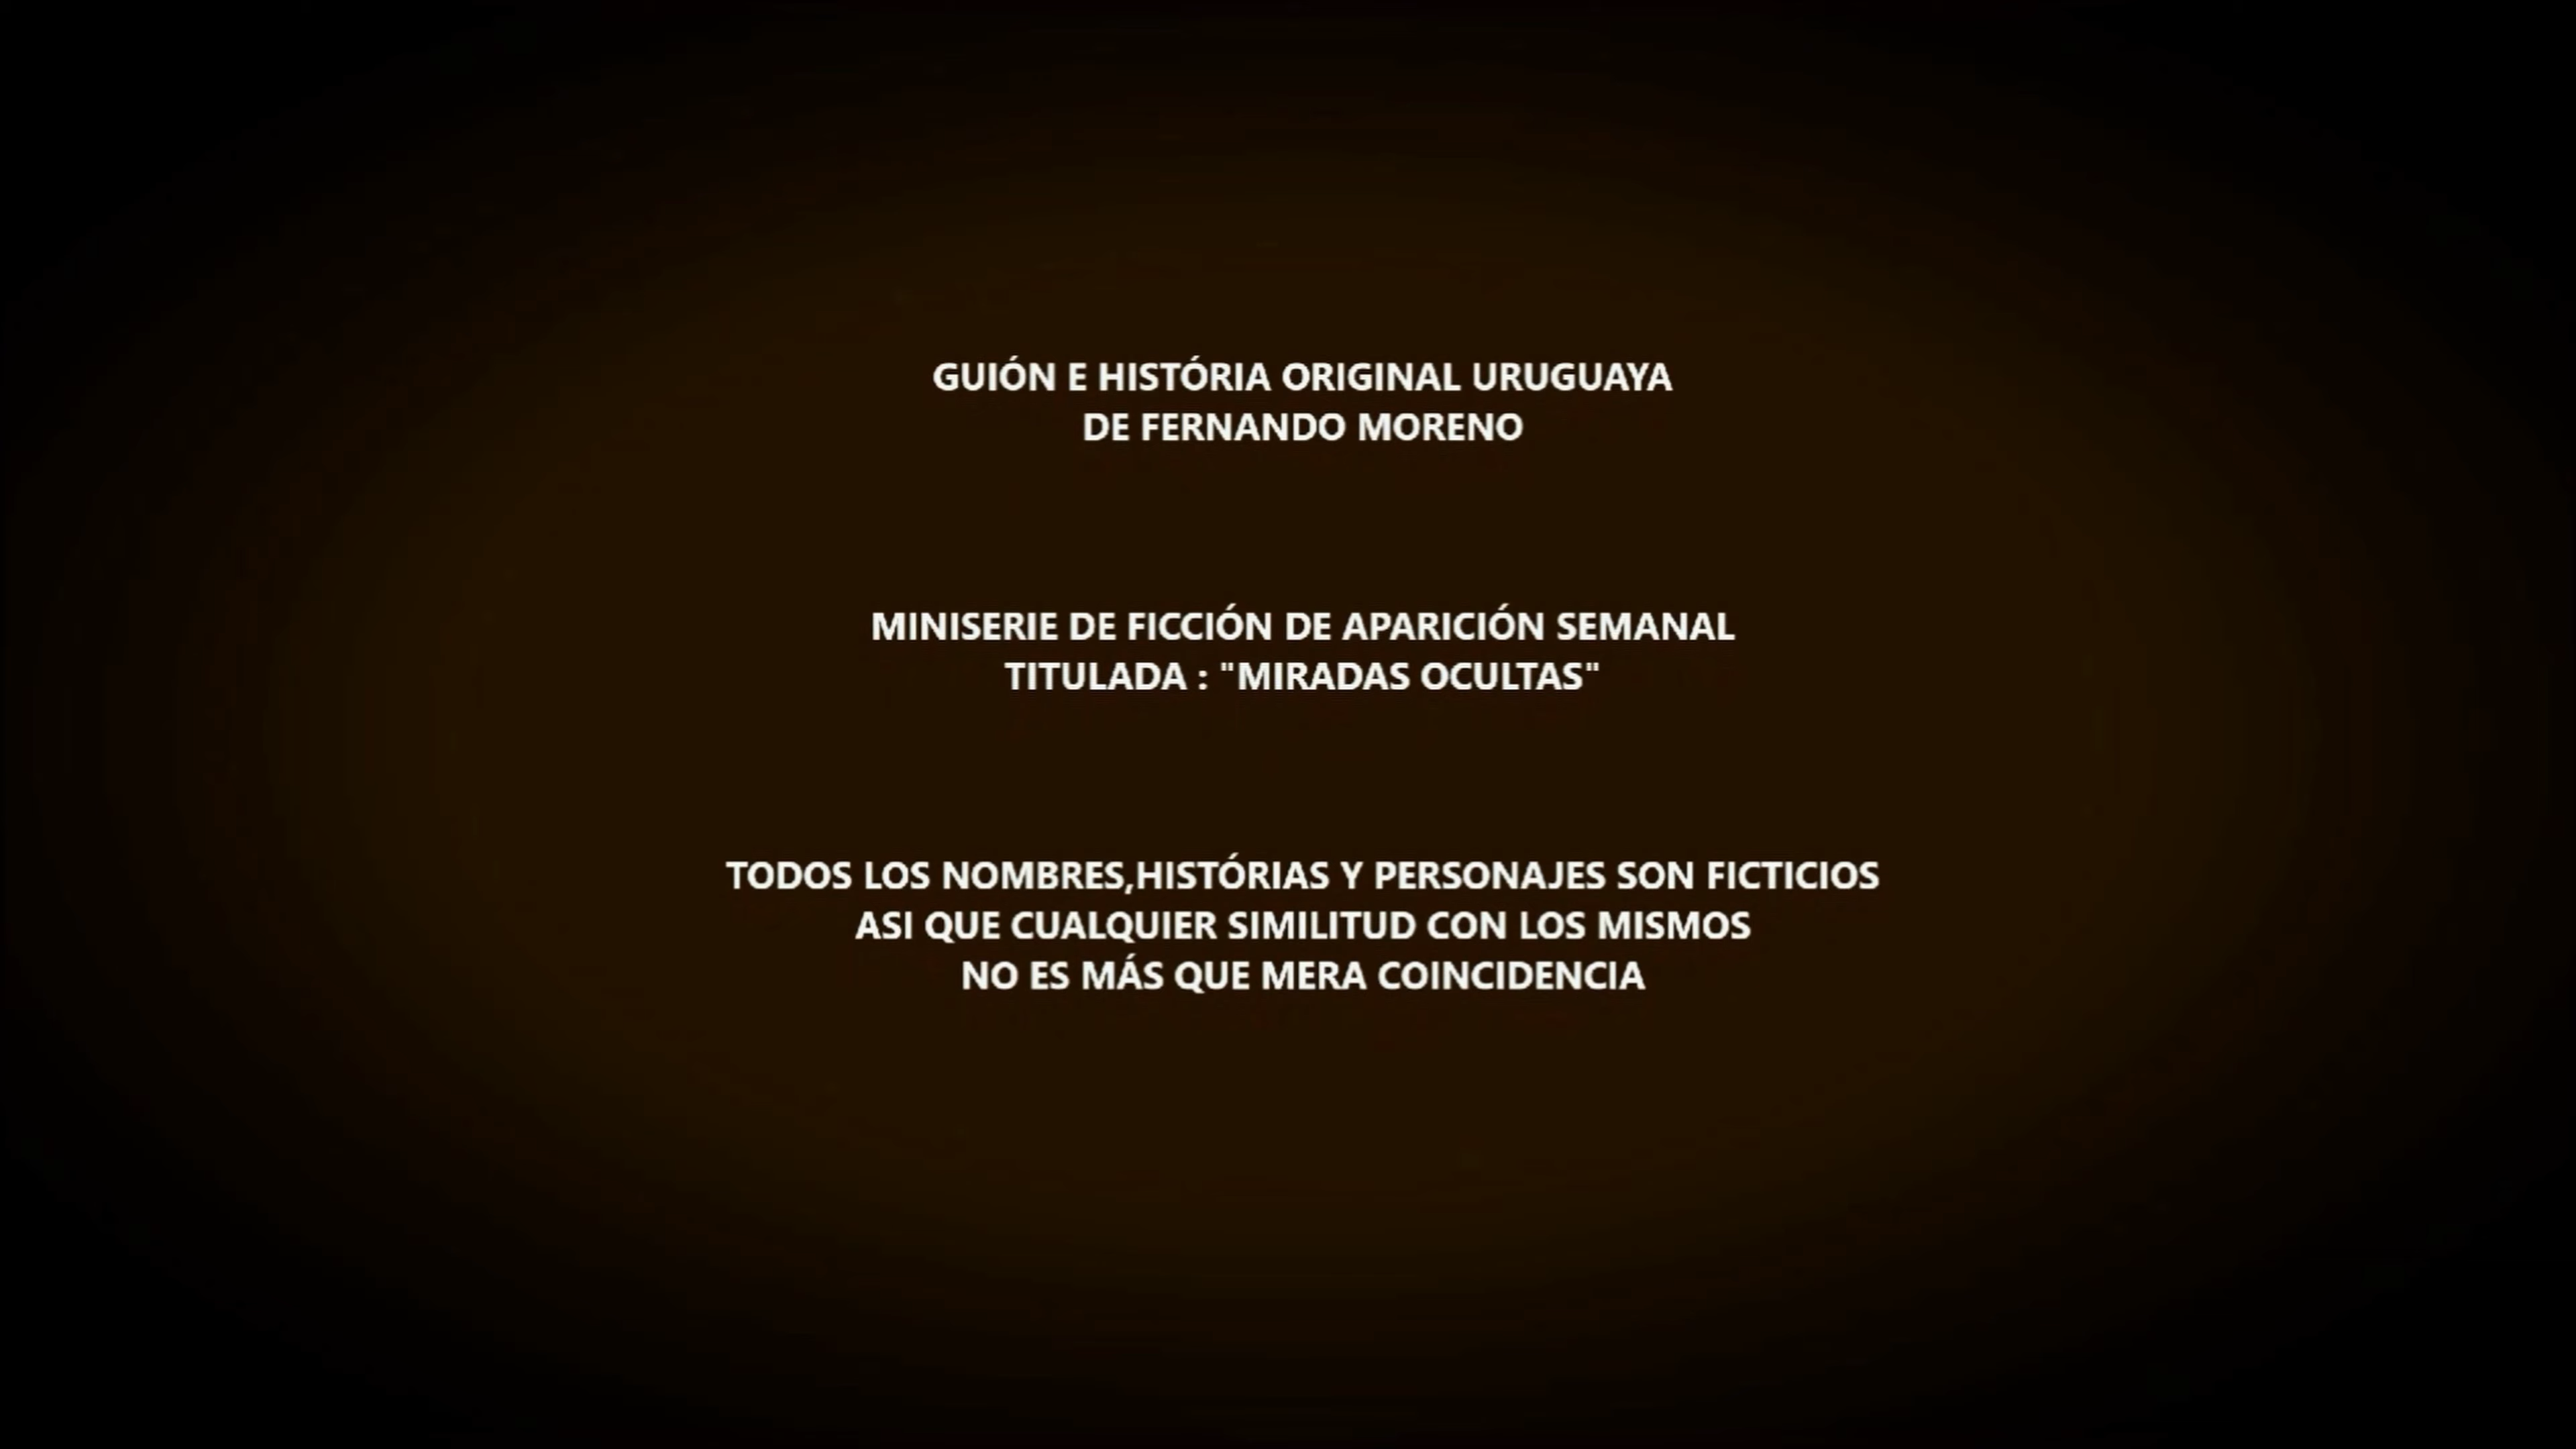 GUIÓN E HISTÓRIA ORIGINAL URUGUAYA
DE FERNANDO MORENO
MINISERIE DE FICCIÓN DE APARICIÓN SEMANAL
TITULADA : "MIRADAS OCULTAS"
TODOS LOS NOMBRES,HISTÓRIAS Y PERSONAJES SON FICTICIOS
ASI QUE CUALQUIER SIMILITUD CON LOS MISMOS
NO ES MÁS QUE MERA COINCIDENCIA